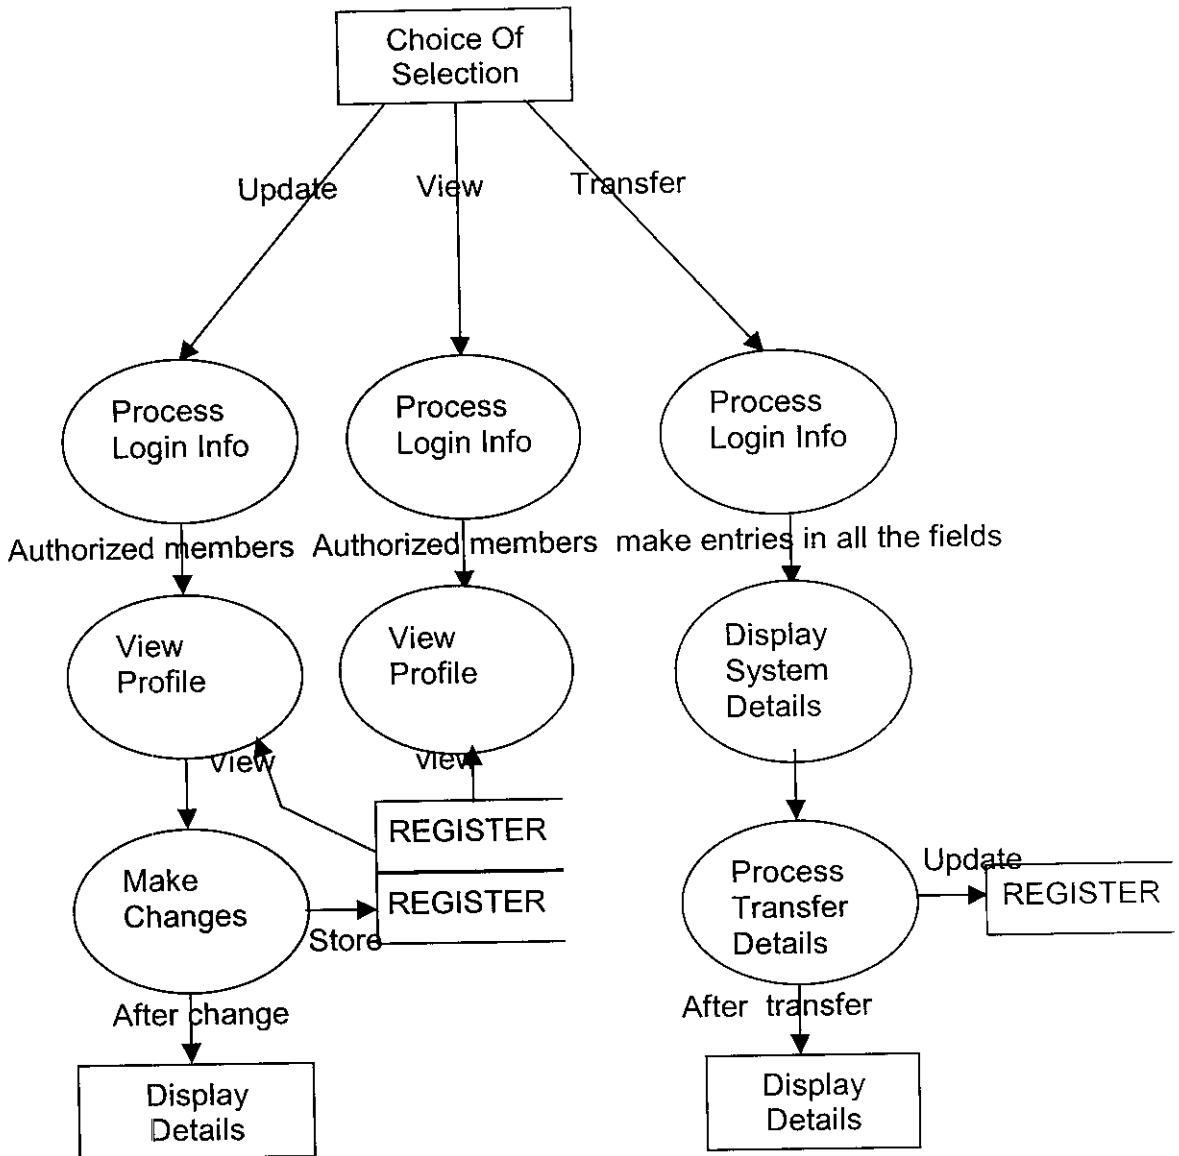 Choice Of
Selection
Update
View
Transfer
Process
Login Info
Process
Login Info
Process
Login Info
Authorized members
Authorized members
make entries in all the fields
View
Profile
View
Profile
Display
System
Details
View
view
REGISTER
REGISTER
Make
Changes
Store
Process
Transfer
Details
Update
REGISTER
After change
After transfer
Display
Details
Display
Details